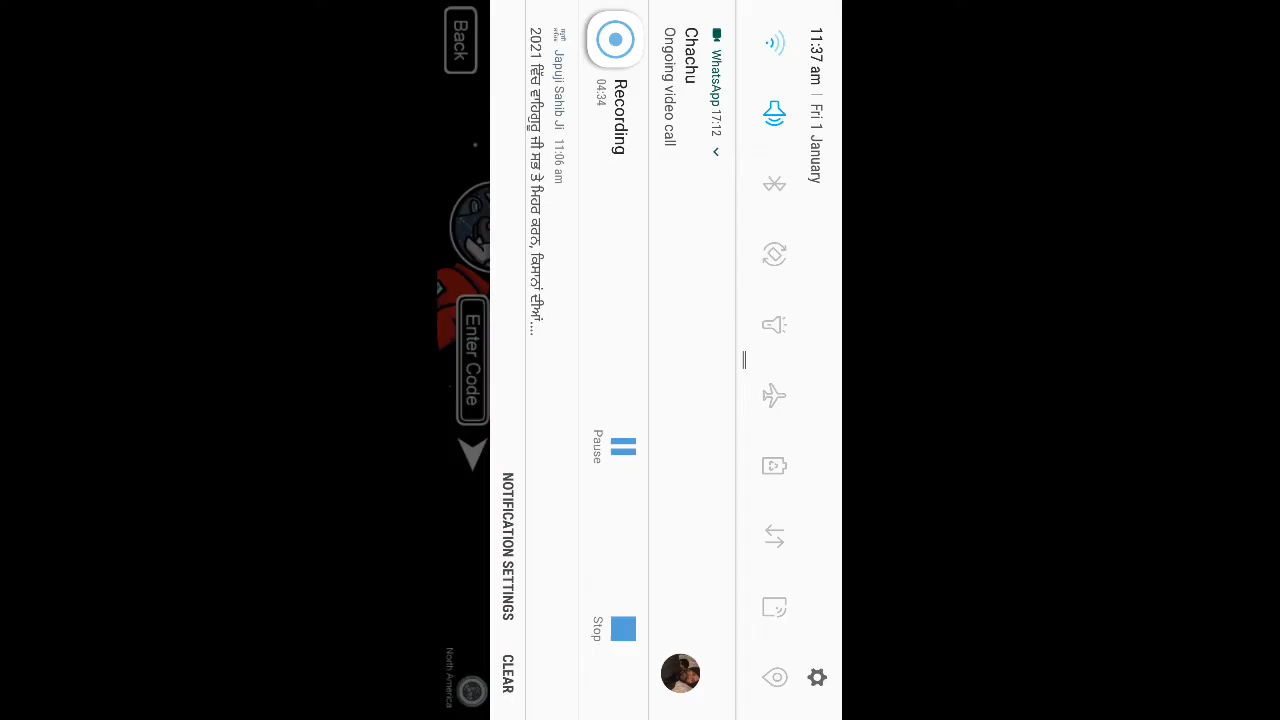 11:37 am | Fri 1 January
WhatsApp 17:12
Chachu
Ongoing video call
Recording
04:34
Pause
Stop
Japuji Sahib Ji 11:06 am
2021 ਵਿੱਚ ਵਾਹਿਗੁਰੂ ਜੀ ਸਭ ਤੇ ਮਿਹਰ ਕਰਨ, ਕਿਸਾਨਾਂ ਦੀਆਂ....
NOTIFICATION SETTINGS CLEAR
Back
Enter Code
North America